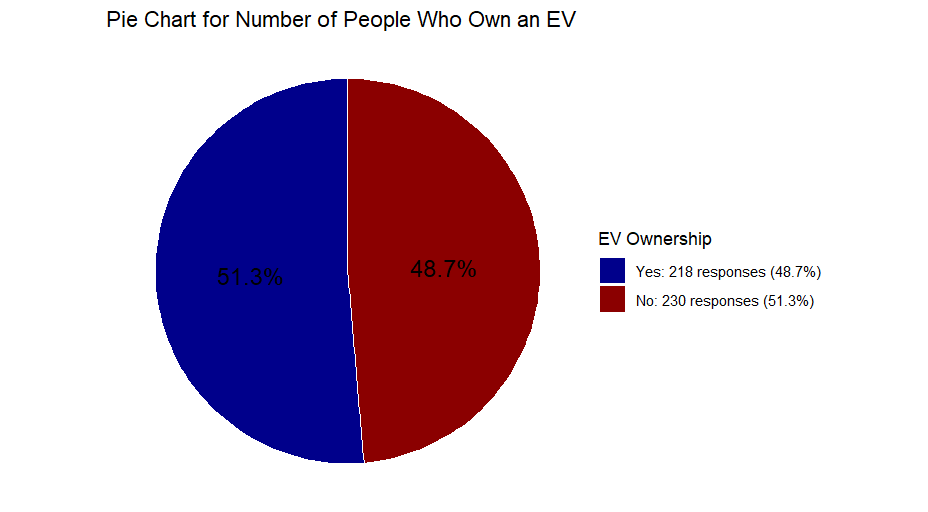 Pie Chart for Number of People Who Own an EV
51.3%
48.7%
EV Ownership
Yes: 218 responses (48.7%)
No: 230 responses (51.3%)